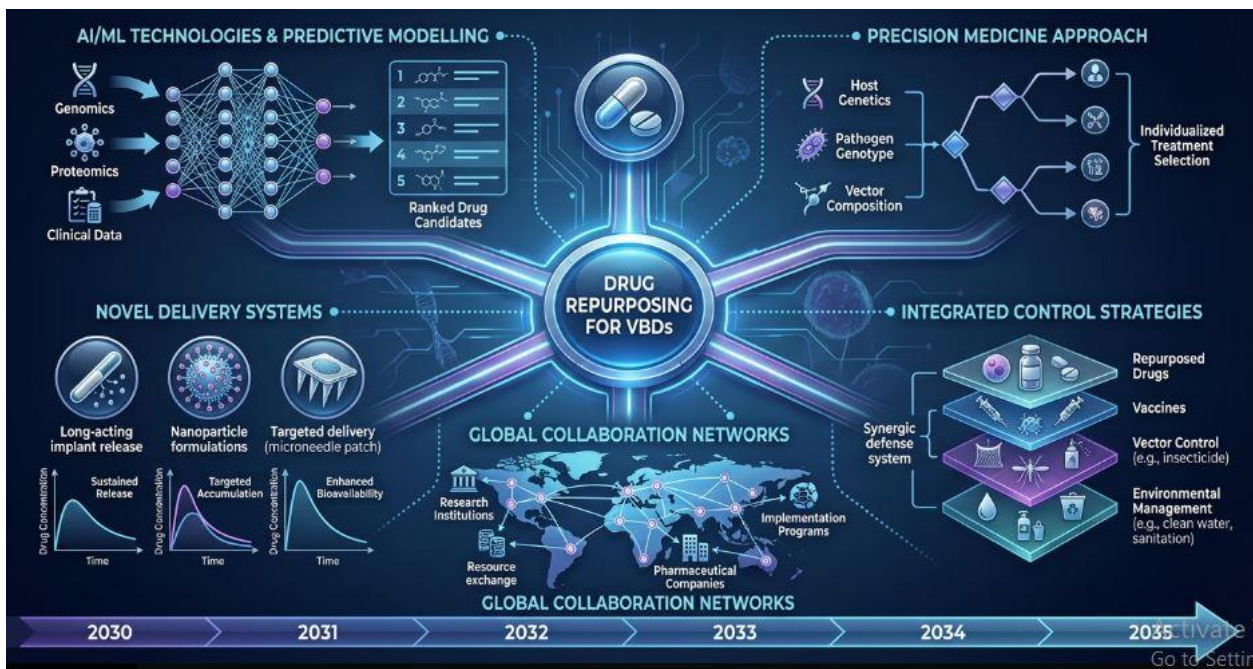 AI/ML TECHNOLOGIES & PREDICTIVE MODELLING
Genomics
Proteomics
Clinical Data
1
2
3
4
5
Ranked Drug
Candidates
PRECISION MEDICINE APPROACH
Host
Genetics
Pathogen
Genotype
Vector
Composition
Individualized
Treatment
Selection
DRUG
REPURPOSING
FOR VBDs
NOVEL DELIVERY SYSTEMS
Long-acting
implant release
Nanoparticle
formulations
Targeted delivery
(microneedle patch)
Drug Concentration
Sustained
Release
Time
Drug Concentration
Targeted
Accumulation
Time
Drug Concentration
Enhanced
Bioavailability
Time
GLOBAL COLLABORATION NETWORKS
Research
Institutions
Resource
exchange
Pharmaceutical
Companies
Implementation
Programs
GLOBAL COLLABORATION NETWORKS
INTEGRATED CONTROL STRATEGIES
Synergic
defense
system
Repurposed
Drugs
Vaccines
Vector Control
(e.g., insecticide)
Environmental
Management
(e.g., clean water,
sanitation)
2030
2031
2032
2033
2034
2035
Activate
Go to Settin